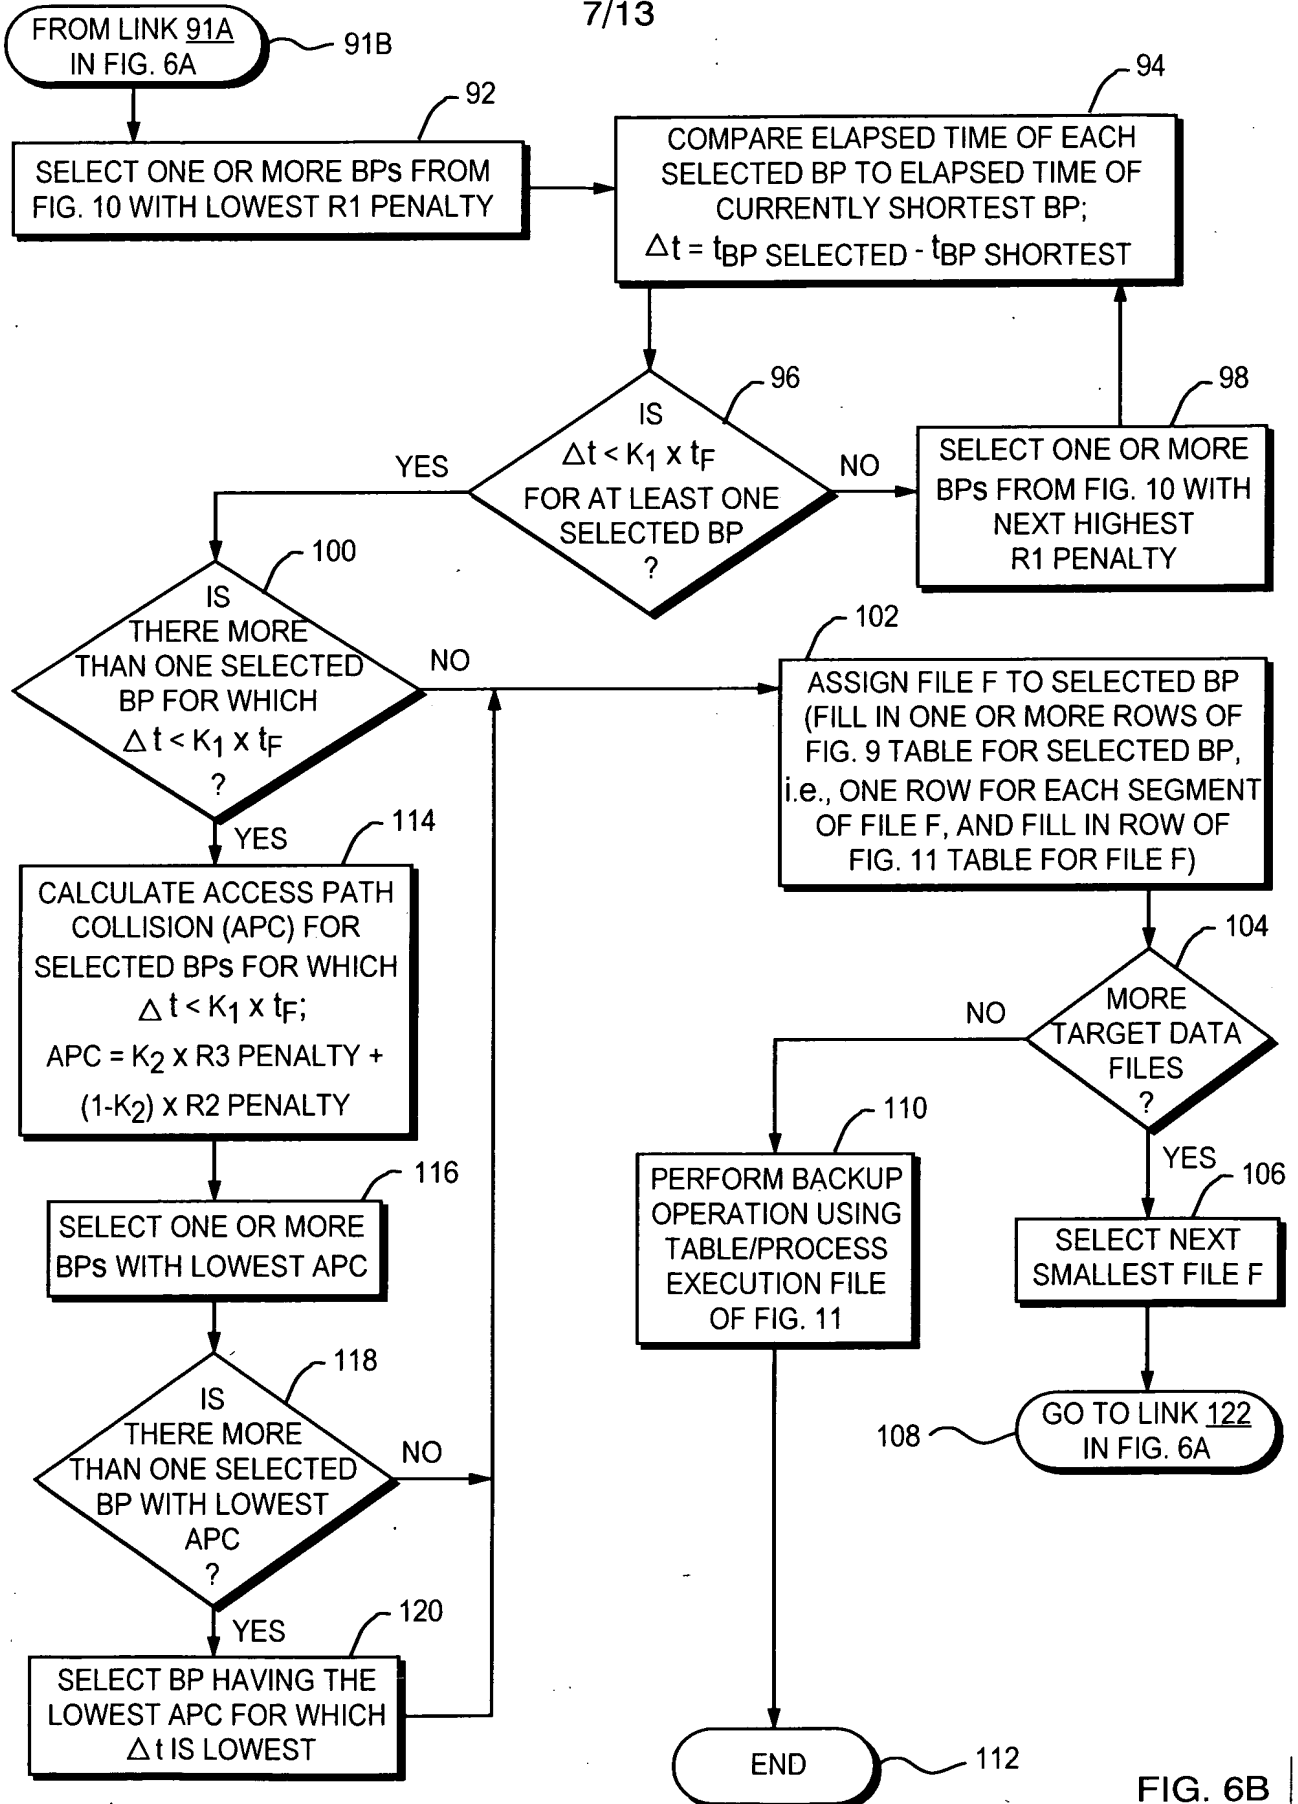 7/13
FROM LINK 91A
IN FIG. 6A
91B
92
SELECT ONE OR MORE BPs FROM
FIG. 10 WITH LOWEST R1 PENALTY
94
COMPARE ELAPSED TIME OF EACH
SELECTED BP TO ELAPSED TIME OF
CURRENTLY SHORTEST BP;
Δt = tBP SELECTED - tBP SHORTEST
96
IS
Δt < K1 x tF
FOR AT LEAST ONE
SELECTED BP
?
YES
NO
98
SELECT ONE OR MORE
BPs FROM FIG. 10 WITH
NEXT HIGHEST
R1 PENALTY
100
IS
THERE MORE
THAN ONE SELECTED
BP FOR WHICH
Δt < K1 x tF
?
NO
YES
102
ASSIGN FILE F TO SELECTED BP
(FILL IN ONE OR MORE ROWS OF
FIG. 9 TABLE FOR SELECTED BP,
i.e., ONE ROW FOR EACH SEGMENT
OF FILE F, AND FILL IN ROW OF
FIG. 11 TABLE FOR FILE F)
104
MORE
TARGET DATA
FILES
?
NO
YES
106
SELECT NEXT
SMALLEST FILE F
108
GO TO LINK 122
IN FIG. 6A
110
PERFORM BACKUP
OPERATION USING
TABLE/PROCESS
EXECUTION FILE
OF FIG. 11
END
112
114
CALCULATE ACCESS PATH
COLLISION (APC) FOR
SELECTED BPs FOR WHICH
Δt < K1 x tF;
APC = K2 x R3 PENALTY +
(1-K2) x R2 PENALTY
116
SELECT ONE OR MORE
BPs WITH LOWEST APC
118
IS
THERE MORE
THAN ONE SELECTED
BP WITH LOWEST
APC
?
NO
YES
120
SELECT BP HAVING THE
LOWEST APC FOR WHICH
Δt IS LOWEST
FIG. 6B